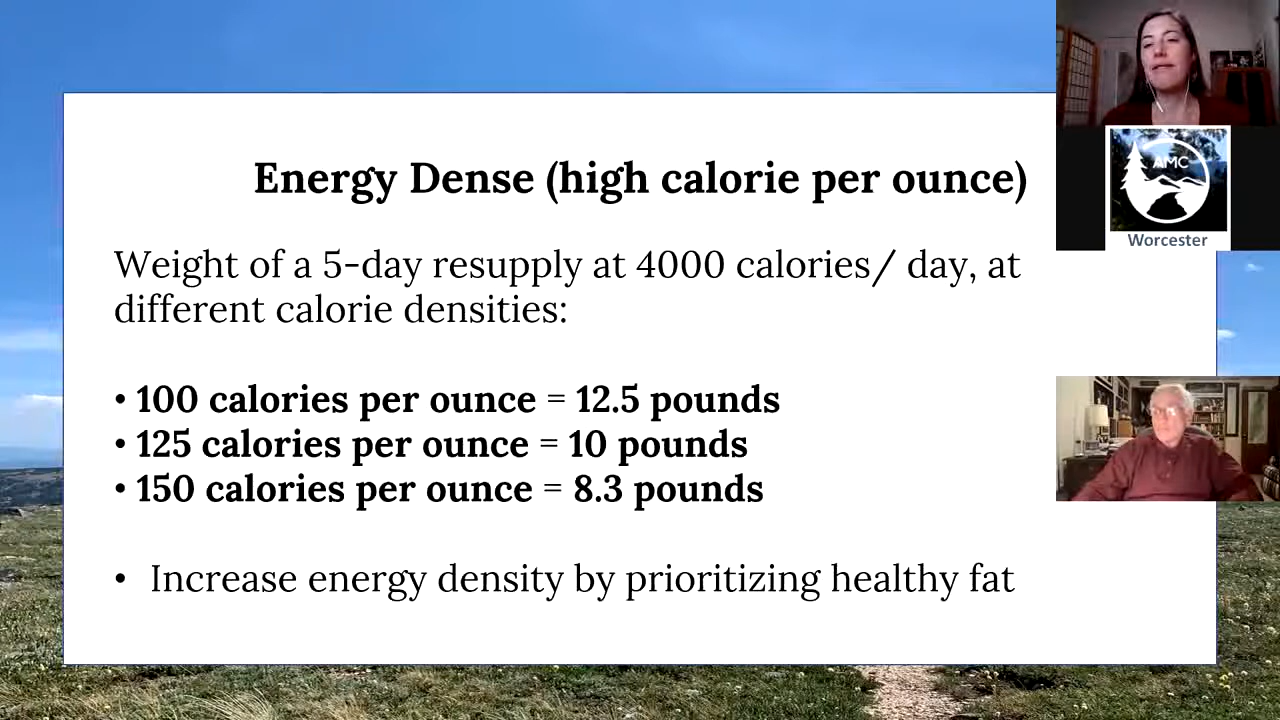 Energy Dense (high calorie per ounce)
Weight of a 5-day resupply at 4000 calories/ day, at
different calorie densities:
• 100 calories per ounce = 12.5 pounds
• 125 calories per ounce = 10 pounds
• 150 calories per ounce = 8.3 pounds
• Increase energy density by prioritizing healthy fat
AMC
Worcester